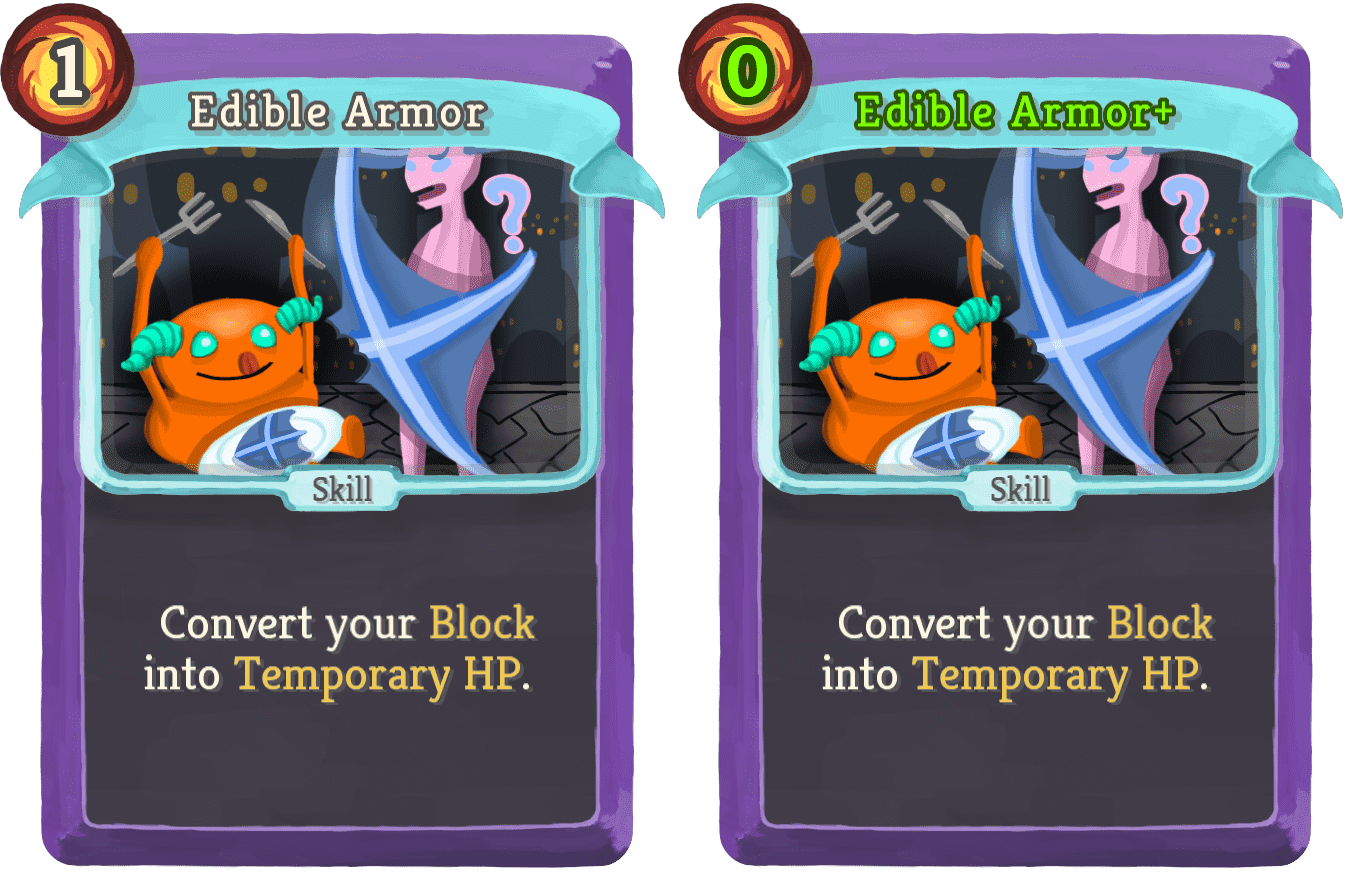 1
Edible Armor
?
Skill
Convert your Block
into Temporary HP.
0
Edible Armor+
?
Skill
Convert your Block
into Temporary HP.